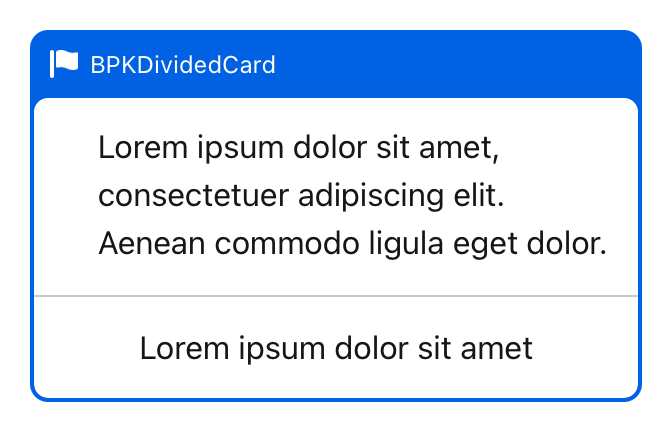 BPKDividedCard
Lorem ipsum dolor sit amet,
consectetuer adipiscing elit.
Aenean commodo ligula eget dolor.
Lorem ipsum dolor sit amet